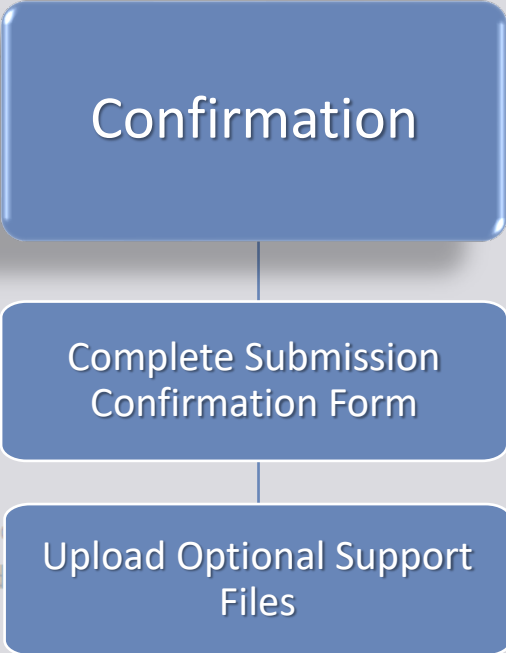 Confirmation
Complete Submission
Confirmation Form
Upload Optional Support
Files